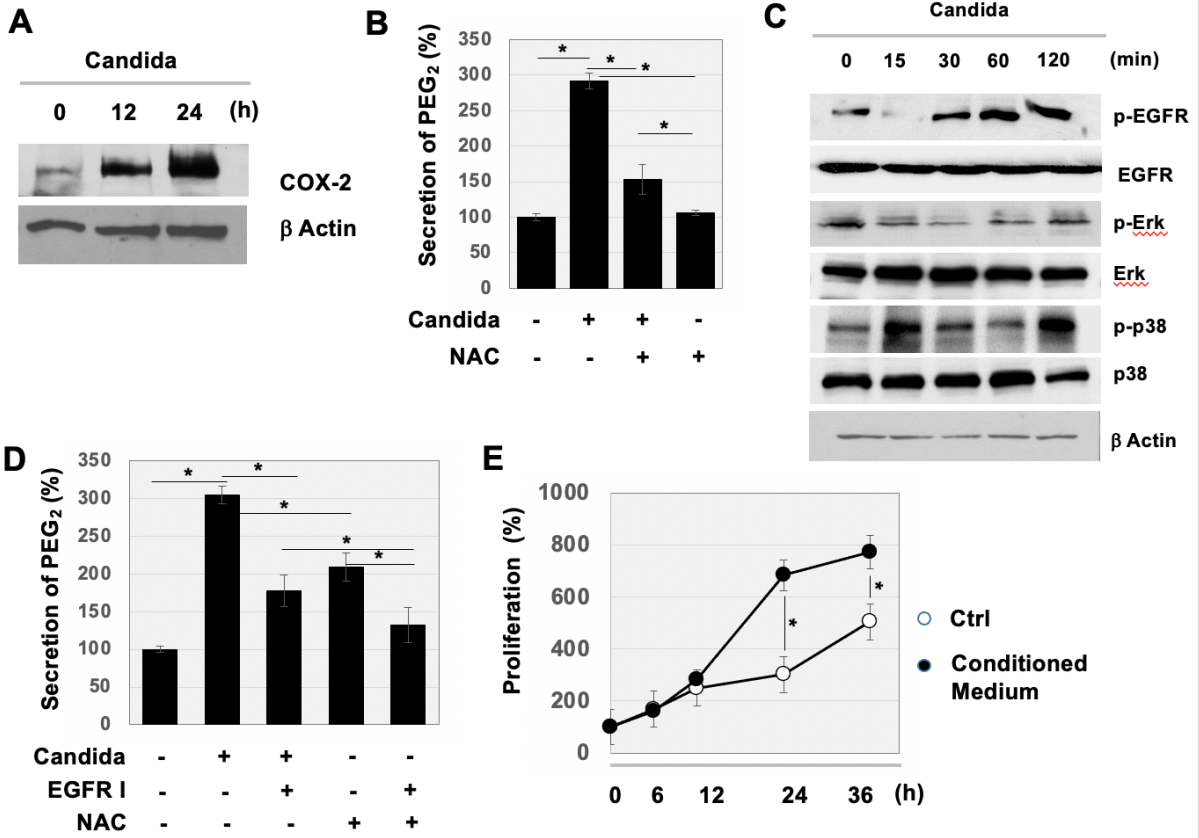 A
Candida
0 12 24 (h)
COX-2
β Actin
B
Secretion of PEG₂ (%)
350
300
250
200
150
100
50
0
* * * *
Candida - + + -
NAC - - + +
C
Candida
0 15 30 60 120 (min)
p-EGFR
EGFR
p-Erk
Erk
p-p38
p38
β Actin
D
Secretion of PEG₂ (%)
350
300
250
200
150
100
50
0
* * * * *
Candida - + + - -
EGFR I - - + - +
NAC - - - + +
E
Proliferation (%)
1000
800
600
400
200
0
* *
0 6 12 24 36 (h)
Ctrl
Conditioned
Medium